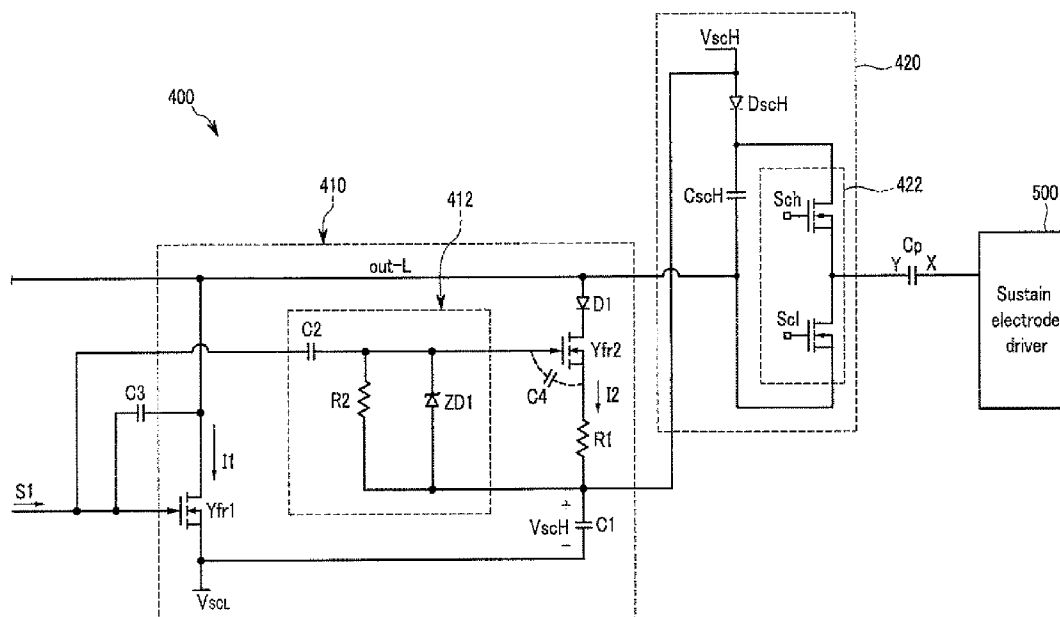 VscH
420
DscH
400
410
412
CscH
Sch
422
500
out-L
Cp
Y
X
D1
C2
Scl
Sustain
electrode
driver
Yfr2
C4
I2
C3
R2
ZD1
R1
I1
S1
Yfr1
+
VscH
-
C1
VSCL